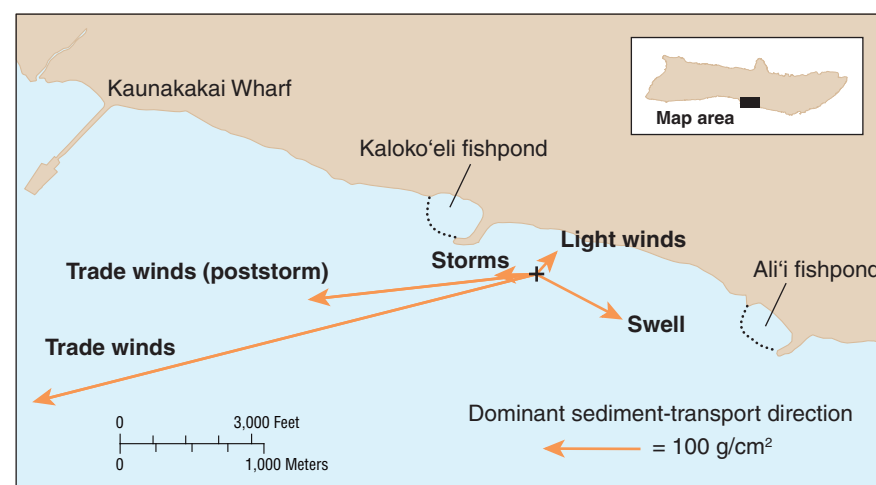 Kaunakakai Wharf
Map area
Kaloko‘eli fishpond
Light winds
Storms
Trade winds (poststorm)
Ali‘i fishpond
Swell
Trade winds
0 3,000 Feet
0 1,000 Meters
Dominant sediment-transport direction
= 100 g/cm²